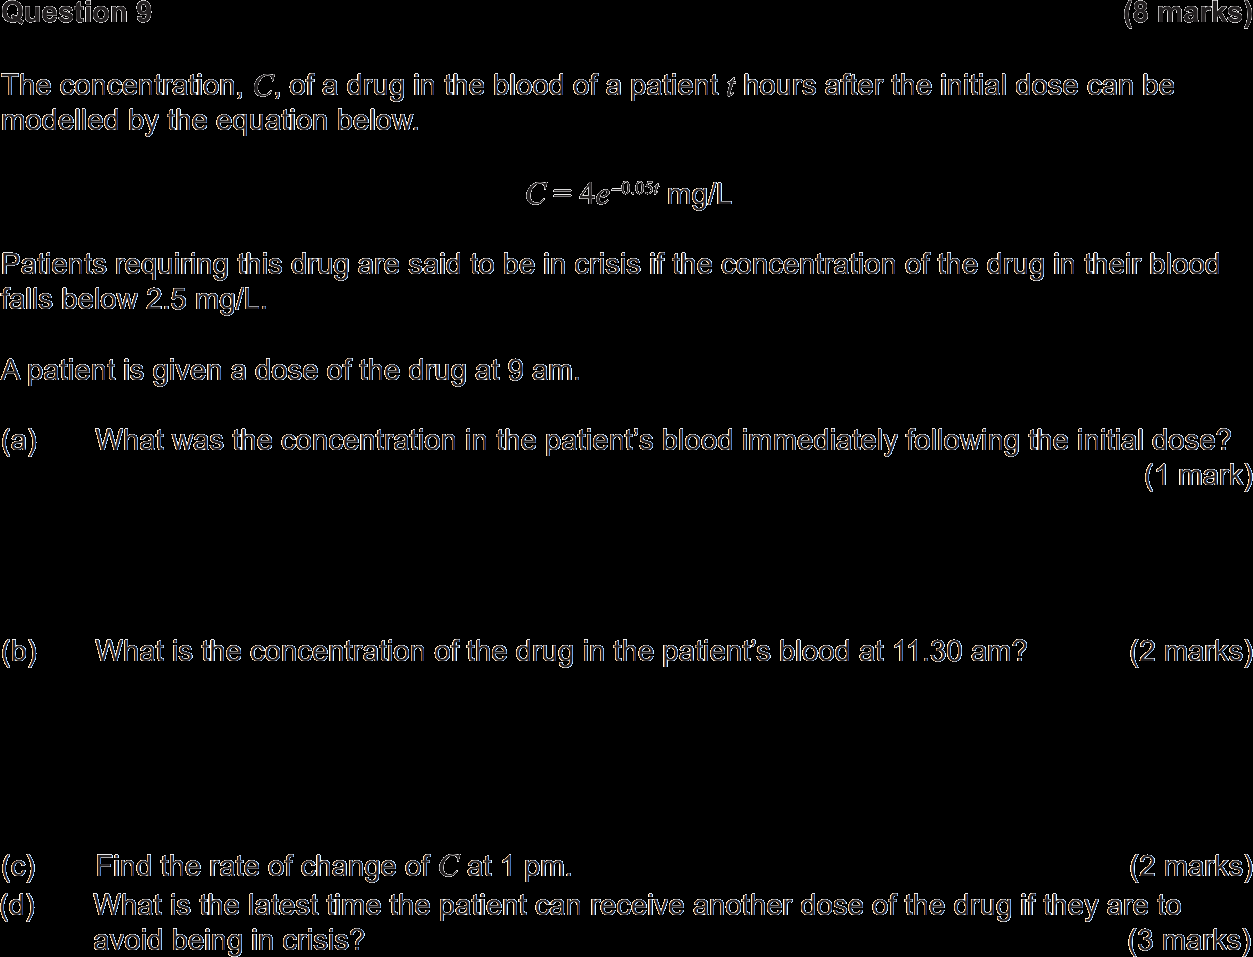 Question 9 (8 marks)
The concentration, C, of a drug in the blood of a patient t hours after the initial dose can be
modelled by the equation below.
C = 4e^{–0.05t} mg/L
Patients requiring this drug are said to be in crisis if the concentration of the drug in their blood
falls below 2.5 mg/L.
A patient is given a dose of the drug at 9 am.
(a) What was the concentration in the patient’s blood immediately following the initial dose?
(1 mark)
(b) What is the concentration of the drug in the patient’s blood at 11.30 am? (2 marks)
(c) Find the rate of change of C at 1 pm. (2 marks)
(d) What is the latest time the patient can receive another dose of the drug if they are to
avoid being in crisis? (3 marks)